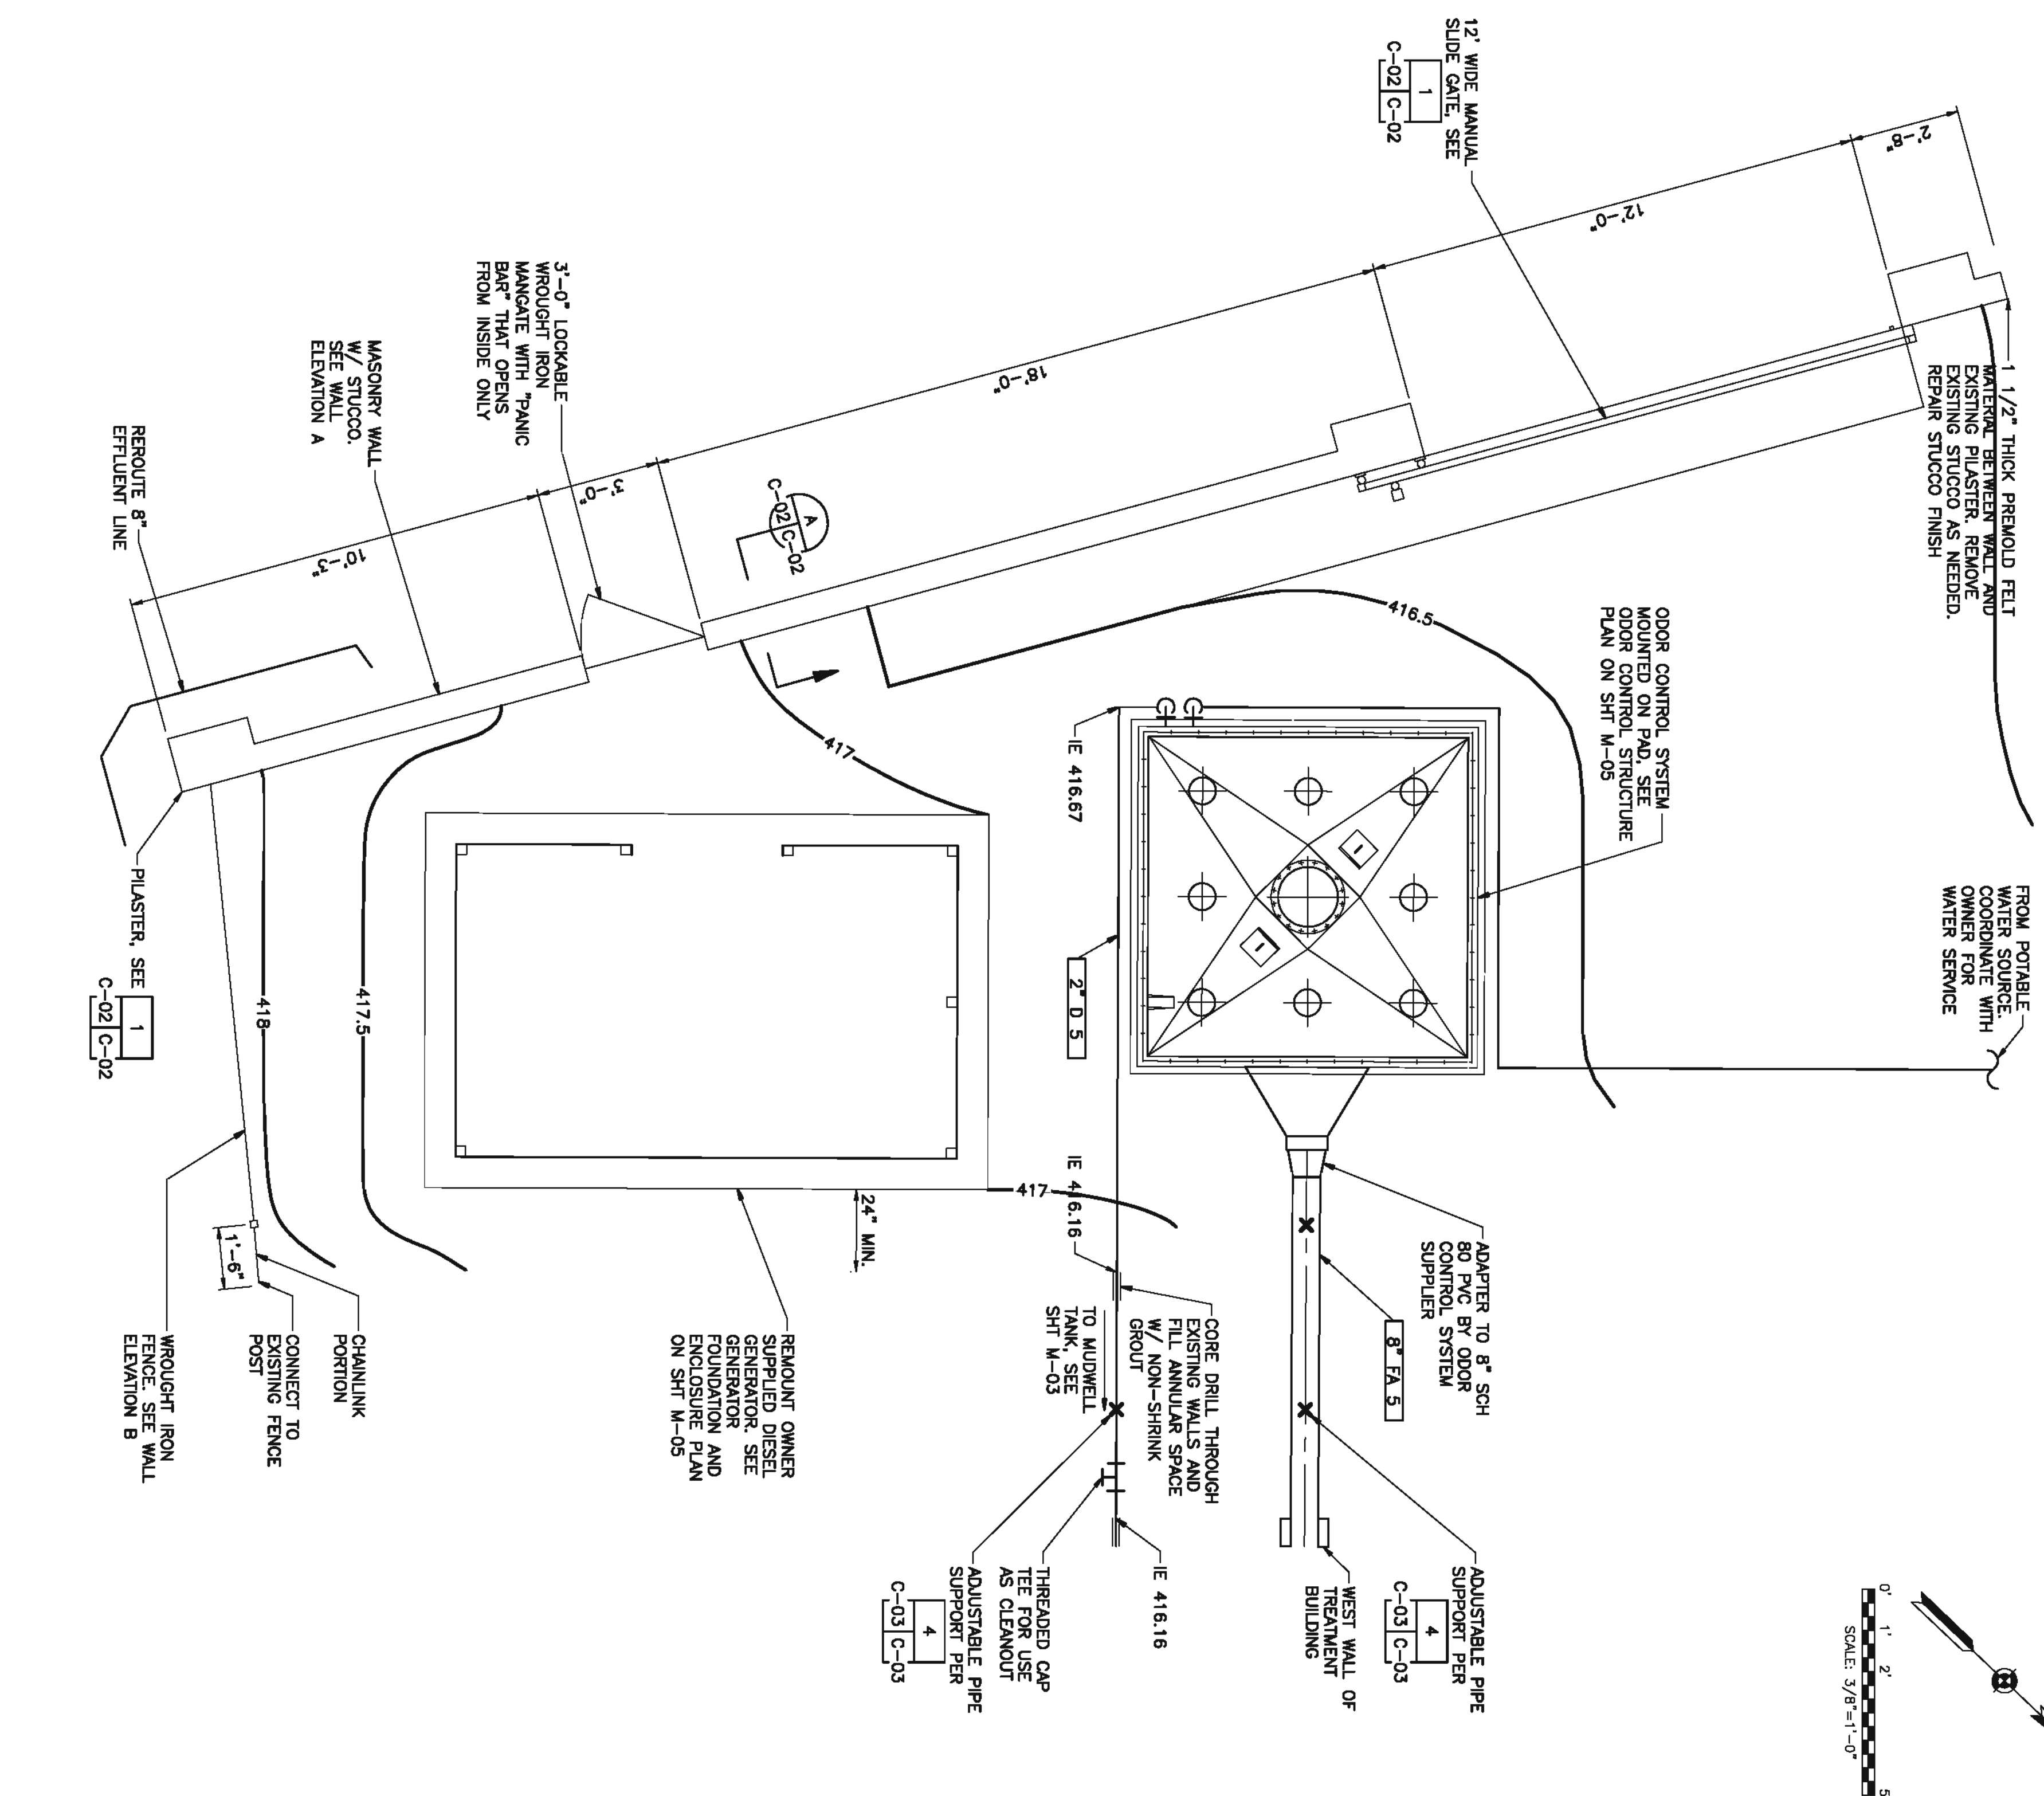 12' WIDE MANUAL
SLIDE GATE, SEE
1
C-02 C-02
2'-8"
12'-0"
18'-0"
3'-0"
10'-3"
1 1/2" THICK PREMOLD FELT
MATERIAL BETWEEN WALL AND
EXISTING PILASTER. REMOVE
EXISTING STUCCO AS NEEDED.
REPAIR STUCCO FINISH
3'-0" LOCKABLE
WROUGHT IRON
MANGATE WITH "PANIC
BAR" THAT OPENS
FROM INSIDE ONLY
MASONRY WALL
W/ STUCCO.
SEE WALL
ELEVATION A
REROUTE 8"
EFFLUENT LINE
A
C-02 C-02
416.5
417
ODOR CONTROL SYSTEM
MOUNTED ON PAD, SEE
ODOR CONTROL STRUCTURE
PLAN ON SHT M-05
IE 416.67
FROM POTABLE
WATER SOURCE.
COORDINATE WITH
OWNER FOR
WATER SERVICE
2" D 5
PILASTER, SEE
1
C-02 C-02
418
417.5
417
IE 416.16
24" MIN.
1'-6"
ADAPTER TO 8" SCH
80 PVC BY ODOR
CONTROL SYSTEM
SUPPLIER
8" FA 5
CORE DRILL THROUGH
EXISTING WALLS AND
FILL ANNULAR SPACE
W/ NON-SHRINK
GROUT
TO MUDWELL
TANK, SEE
SHT M-03
REMOUNT OWNER
SUPPLIED DIESEL
GENERATOR. SEE
GENERATOR
FOUNDATION AND
ENCLOSURE PLAN
ON SHT M-05
CHAINLINK
PORTION
CONNECT TO
EXISTING FENCE
POST
WROUGHT IRON
FENCE. SEE WALL
ELEVATION B
ADJUSTABLE PIPE
SUPPORT PER
4
C-03 C-03
WEST WALL OF
TREATMENT
BUILDING
IE 416.16
THREADED CAP
TEE FOR USE
AS CLEANOUT
ADJUSTABLE PIPE
SUPPORT PER
4
C-03 C-03
0' 1' 2' 5
SCALE: 3/8"=1'-0"